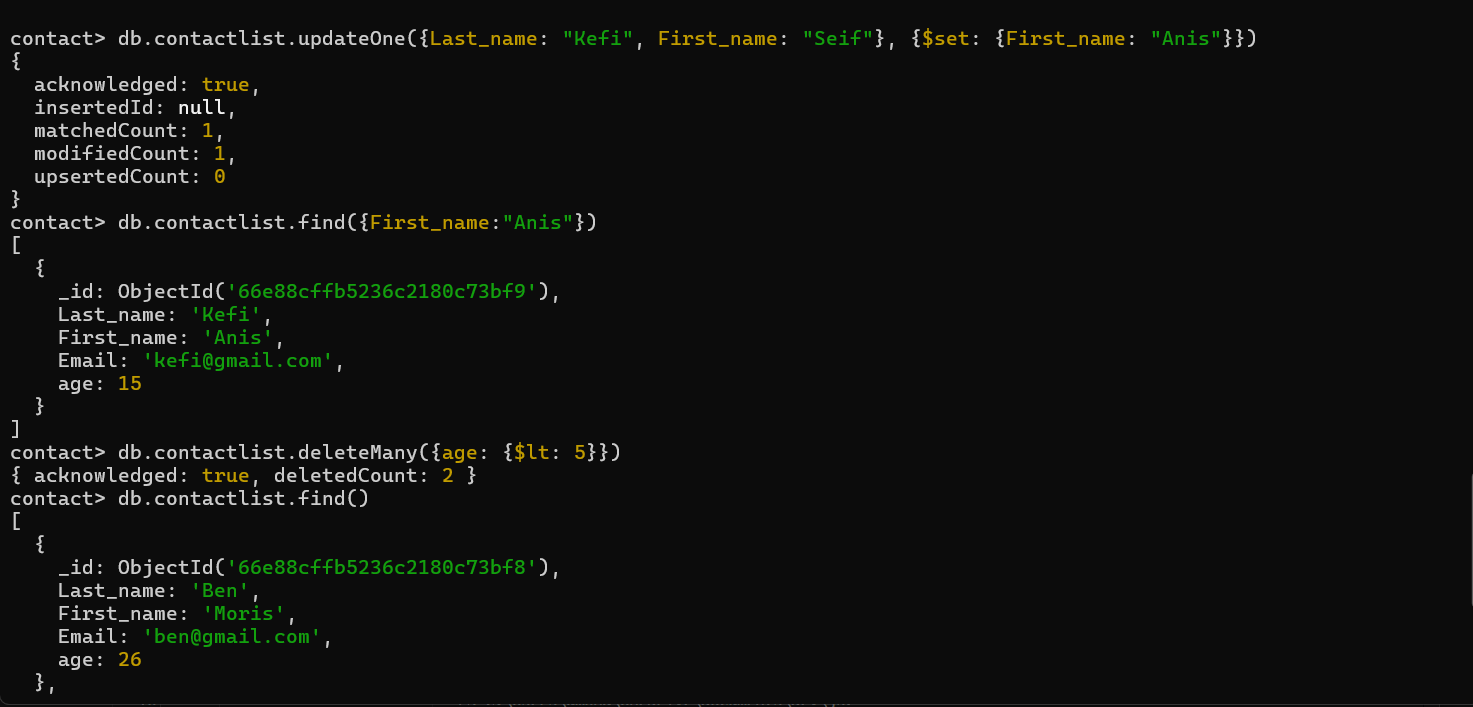 contact> db.contactlist.updateOne({Last_name: "Kefi", First_name: "Seif"}, {$set: {First_name: "Anis"}})
{
  acknowledged: true,
  insertedId: null,
  matchedCount: 1,
  modifiedCount: 1,
  upsertedCount: 0
}
contact> db.contactlist.find({First_name:"Anis"})
[
  {
    _id: ObjectId('66e88cffb5236c2180c73bf9'),
    Last_name: 'Kefi',
    First_name: 'Anis',
    Email: 'kefi@gmail.com',
    age: 15
  }
]
contact> db.contactlist.deleteMany({age: {$lt: 5}})
{ acknowledged: true, deletedCount: 2 }
contact> db.contactlist.find()
[
  {
    _id: ObjectId('66e88cffb5236c2180c73bf8'),
    Last_name: 'Ben',
    First_name: 'Moris',
    Email: 'ben@gmail.com',
    age: 26
  },